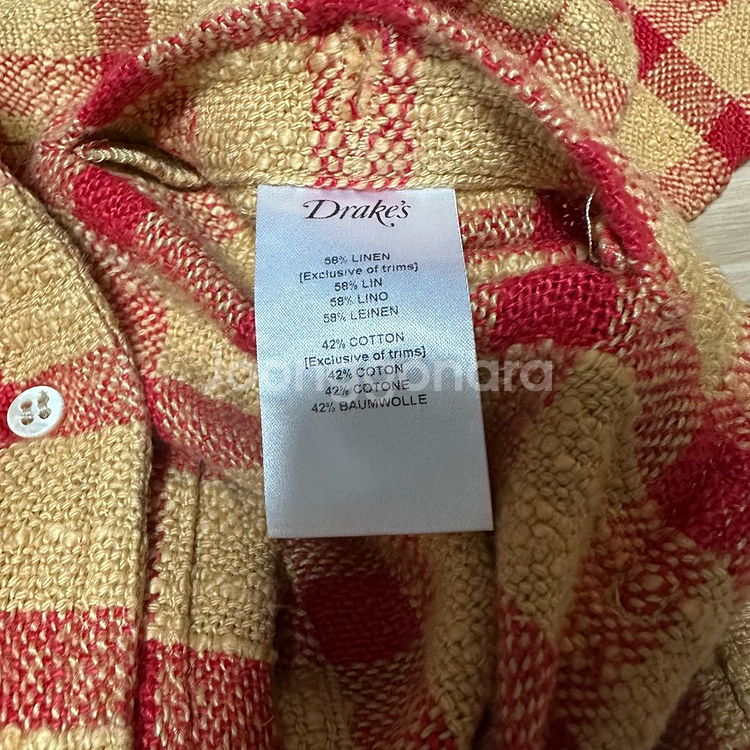 Drake's
58% LINEN
[Exclusive of trims]
58% LIN
58% LINO
58% LEINEN
42% COTTON
[Exclusive of trims]
42% COTON
42% COTONE
42% BAUMWOLLE
Joongonara